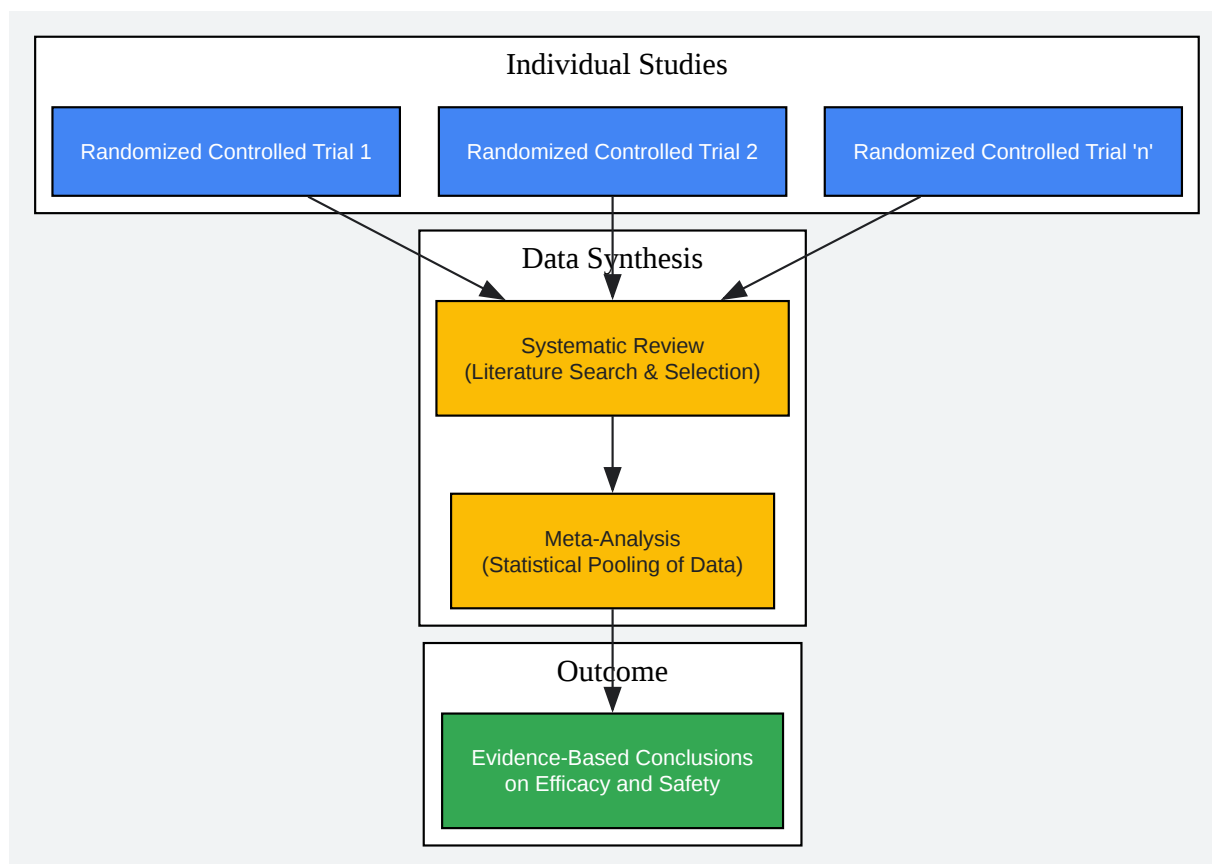 Individual Studies
Randomized Controlled Trial 1
Randomized Controlled Trial 2
Randomized Controlled Trial 'n'
Data Synthesis
Systematic Review
(Literature Search & Selection)
Meta-Analysis
(Statistical Pooling of Data)
Outcome
Evidence-Based Conclusions
on Efficacy and Safety